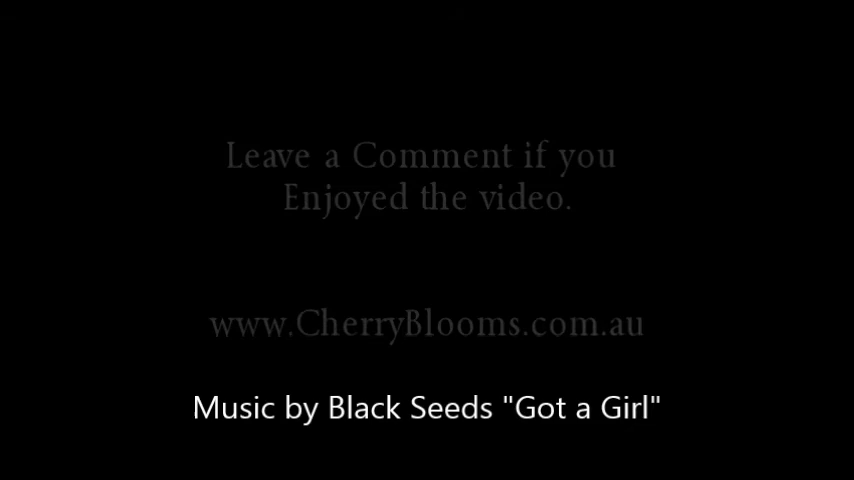 Leave a Comment if you
Enjoyed the video.
www.CherryBlooms.com.au
Music by Black Seeds "Got a Girl"